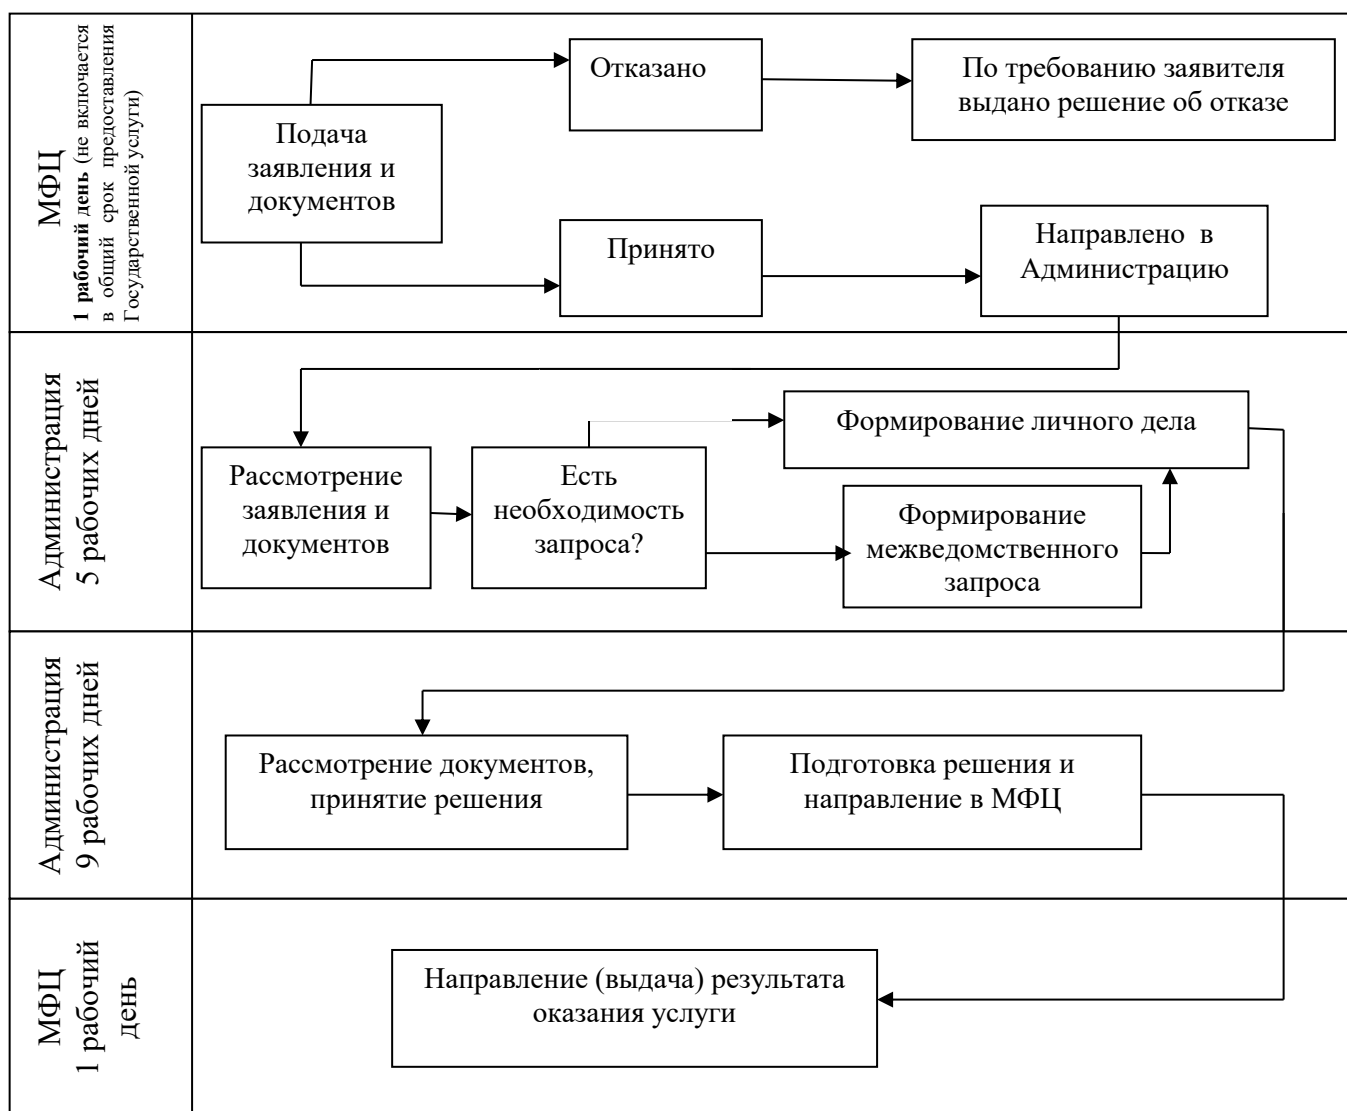 МФЦ
1 рабочий день (не включается
в общий срок предоставления
Государственной услуги)
Подача
заявления и
документов
Отказано
По требованию заявителя
выдано решение об отказе
Принято
Направлено в
Администрацию
Администрация
5 рабочих дней
Рассмотрение
заявления и
документов
Есть
необходимость
запроса?
Формирование личного дела
Формирование
межведомственного
запроса
Администрация
9 рабочих дней
Рассмотрение документов,
принятие решения
Подготовка решения и
направление в МФЦ
МФЦ
1 рабочий
день
Направление (выдача) результата
оказания услуги